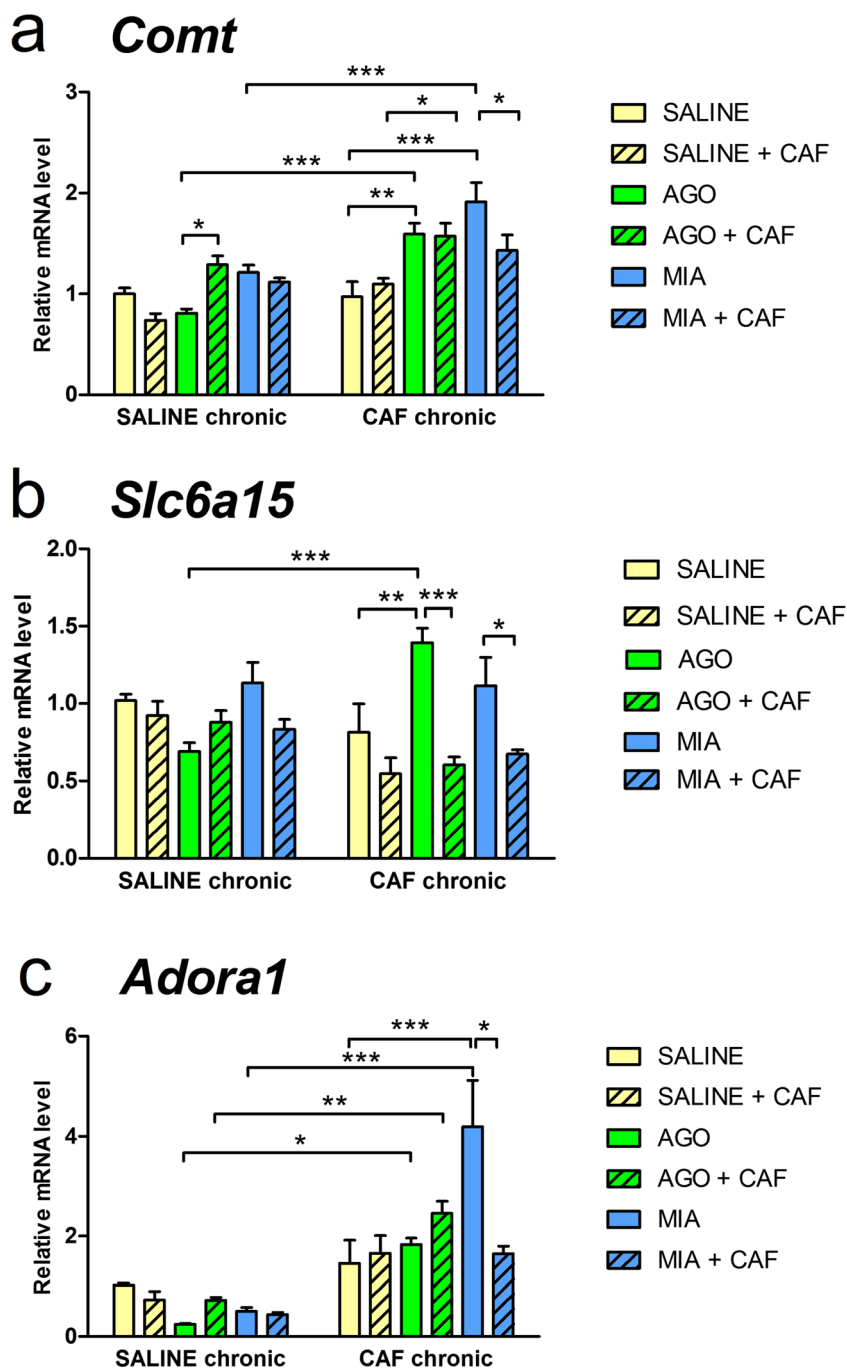 a Comt
***
3
*
*
SALINE
***
SALINE + CAF
***
2
**
AGO
*
AGO + CAF
1
MIA
MIA + CAF
0
Relative mRNA level
SALINE chronic CAF chronic
b Slc6a15
2.0
***
SALINE
** ***
SALINE + CAF
1.5
*
AGO
1.0
AGO + CAF
MIA
0.5
MIA + CAF
0.0
Relative mRNA level
SALINE chronic CAF chronic
c Adora1
6
*** *
SALINE
***
SALINE + CAF
**
4
*
AGO
AGO + CAF
2
MIA
MIA + CAF
0
Relative mRNA level
SALINE chronic CAF chronic